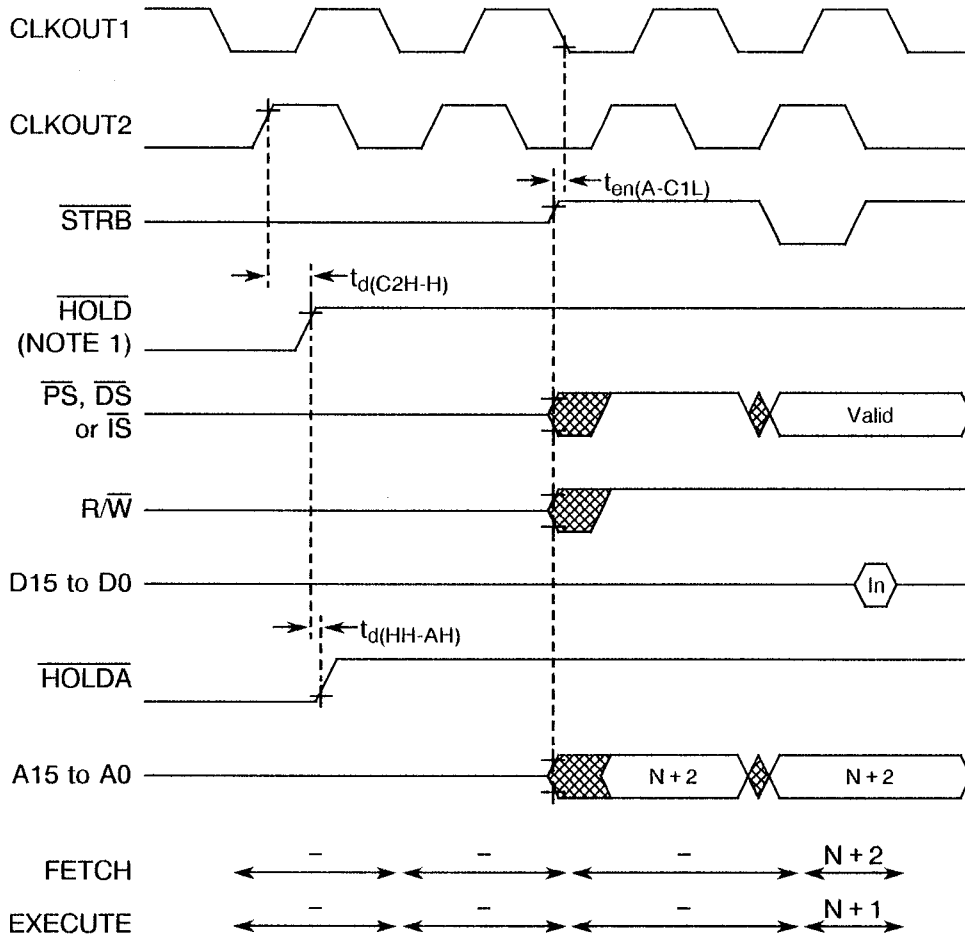 CLKOUT1
CLKOUT2
t_en(A-C1L)
STRB
t_d(C2H-H)
HOLD
(NOTE 1)
PS, DS
or IS
Valid
R/W
D15 to D0
In
t_d(HH-AH)
HOLDA
A15 to A0
N + 2
N + 2
FETCH
–
–
–
N + 2
EXECUTE
–
–
–
N + 1